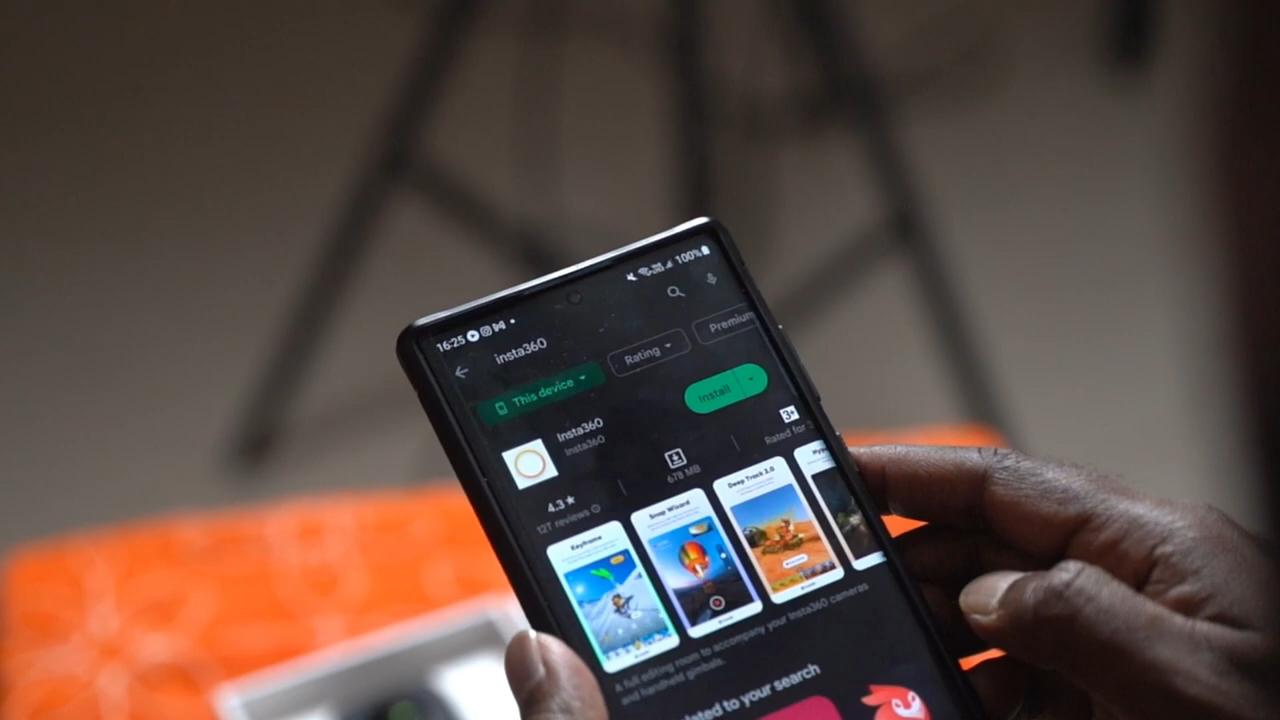 16:25
100%
insta360
This device
Rating
Premium
Install
Insta360
Insta360
4.3★
12T reviews
678 MB
3+
Rated for
Keyframe
Snap Wizard
Deep Track 2.0
A full editing room to accompany your Insta360 cameras
and handheld gimbals.
to your search